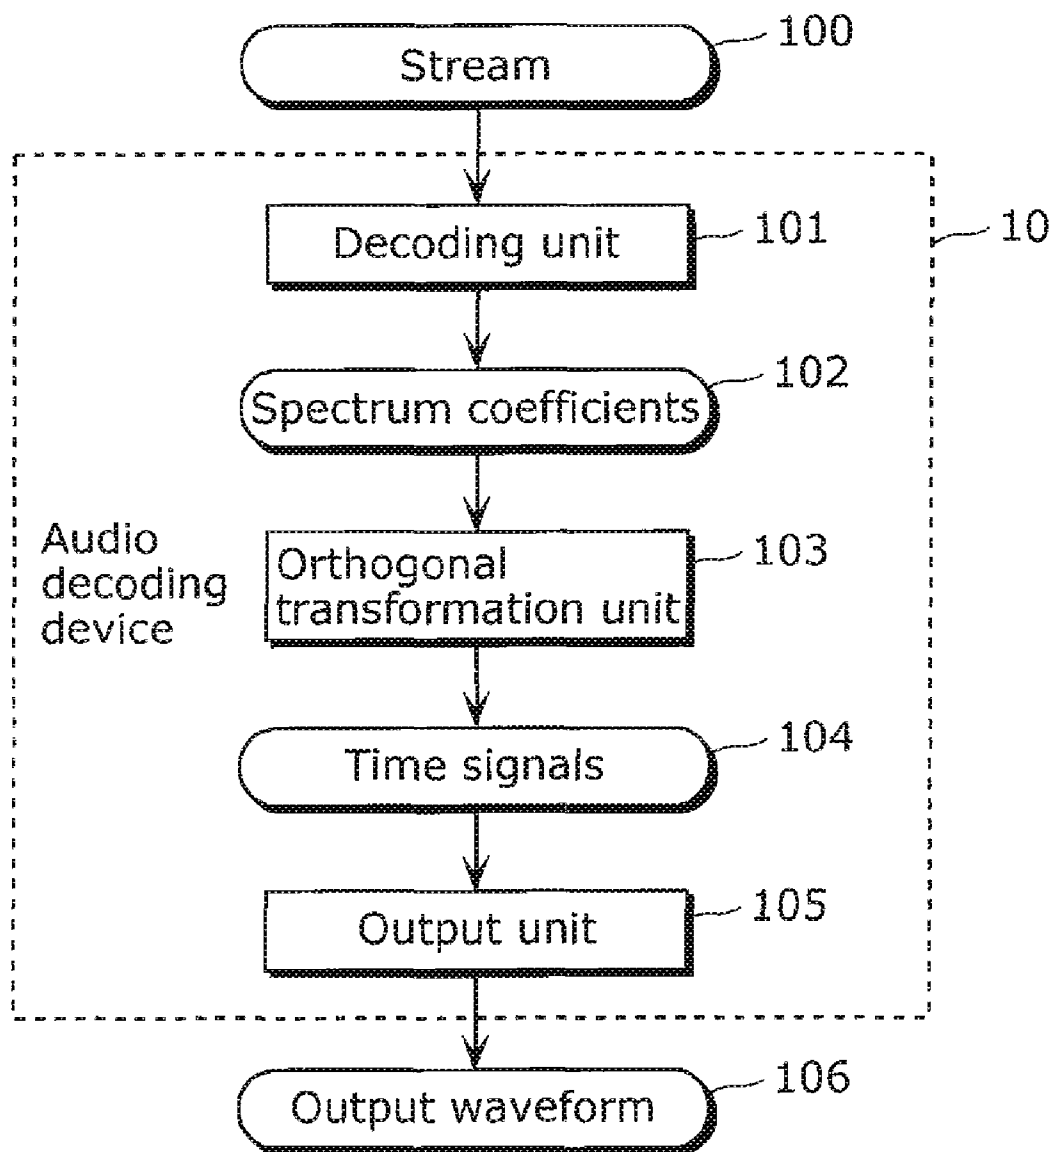 Stream
100
Decoding unit
101
10
Spectrum coefficients
102
Audio
decoding
device
Orthogonal
transformation unit
103
Time signals
104
Output unit
105
Output waveform
106